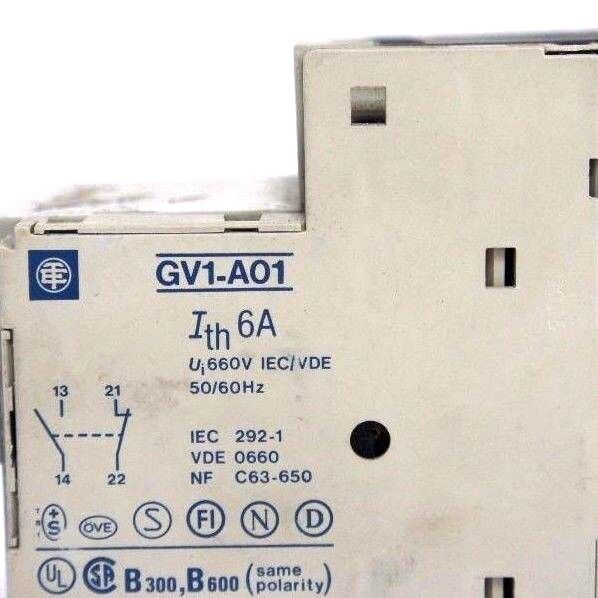 GV1-A01
Ith 6A
Ui 660V IEC/VDE
50/60Hz
13 21
14 22
IEC 292-1
VDE 0660
NF C63-650
+S ÖVE S FI N D
UL SA B300, B600 (same polarity)